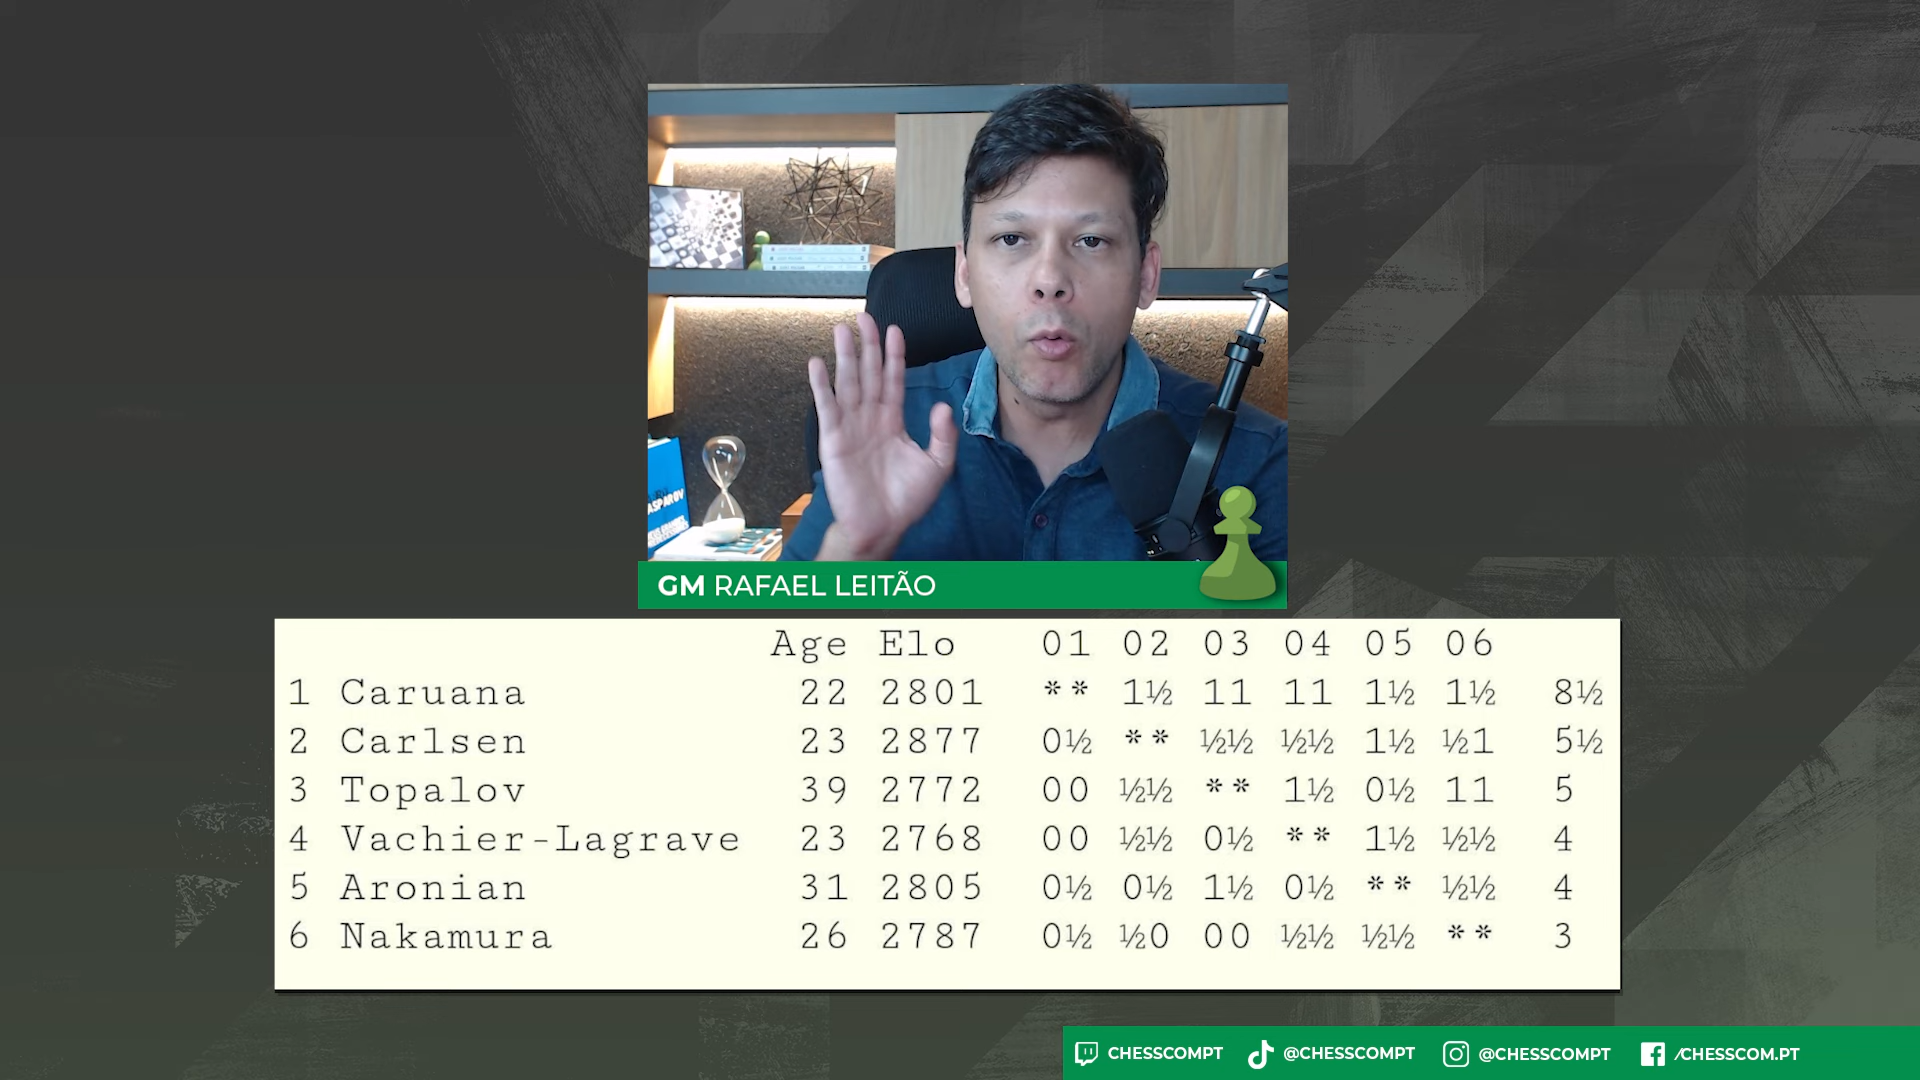 ASPAROV
GM RAFAEL LEITÃO
Age Elo 01 02 03 04 05 06
1 Caruana 22 2801 ** 1½ 11 11 1½ 1½ 8½
2 Carlsen 23 2877 0½ ** ½½ ½½ 1½ ½1 5½
3 Topalov 39 2772 00 ½½ ** 1½ 0½ 11 5
4 Vachier-Lagrave 23 2768 00 ½½ 0½ ** 1½ ½½ 4
5 Aronian 31 2805 0½ 0½ 1½ 0½ ** ½½ 4
6 Nakamura 26 2787 0½ ½0 00 ½½ ½½ ** 3
CHESSCOMPT @CHESSCOMPT @CHESSCOMPT /CHESSCOM.PT